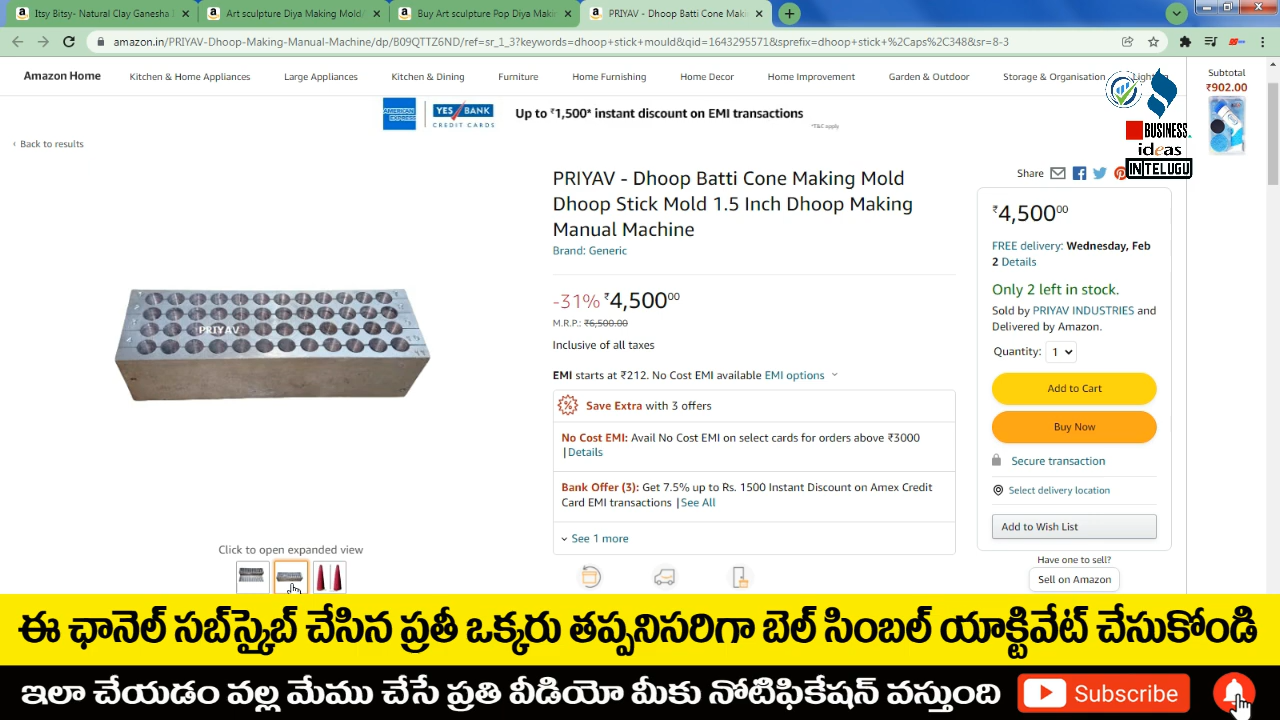 Itsy Bitsy- Natural Clay Ganesha
Art sculpture Diya Making Mold
Buy Art sculpture Pop Diya Maki
PRIYAV - Dhoop Batti Cone Maki
amazon.in/PRIYAV-Dhoop-Making-Manual-Machine/dp/B09QTTZ6ND/ref=sr_1_3?keywords=dhoop+stick+mould&qid=1643295571&sprefix=dhoop+stick+%2Caps%2C348&sr=8-3
Amazon Home Kitchen & Home Appliances Large Appliances Kitchen & Dining Furniture Home Furnishing Home Decor Home Improvement Garden & Outdoor Storage & Organisation
Subtotal
₹902.00
AMERICAN EXPRESS
YES BANK
CREDIT CARDS
Up to ₹1,500* instant discount on EMI transactions
*T&C apply
BUSINESS
ideas
IN TELUGU
‹ Back to results
Share
PRIYAV - Dhoop Batti Cone Making Mold
Dhoop Stick Mold 1.5 Inch Dhoop Making
Manual Machine
Brand: Generic
-31% ₹4,500⁰⁰
M.R.P.: ₹6,500.00
Inclusive of all taxes
EMI starts at ₹212. No Cost EMI available EMI options
Save Extra with 3 offers
No Cost EMI: Avail No Cost EMI on select cards for orders above ₹3000
|Details
Bank Offer (3): Get 7.5% up to Rs. 1500 Instant Discount on Amex Credit
Card EMI transactions |See All
See 1 more
PRIYAV
Click to open expanded view
₹4,500⁰⁰
FREE delivery: Wednesday, Feb
2 Details
Only 2 left in stock.
Sold by PRIYAV INDUSTRIES and
Delivered by Amazon.
Quantity: 1
Add to Cart
Buy Now
Secure transaction
Select delivery location
Add to Wish List
Have one to sell?
Sell on Amazon
ఈ ఛానెల్ సబ్‌స్క్రైబ్ చేసిన ప్రతీ ఒక్కరు తప్పనిసరిగా బెల్ సింబల్ యాక్టివేట్ చేసుకోండి
ఇలా చేయడం వల్ల మేము చేసే ప్రతి వీడియో మీకు నోటిఫికేషన్ వస్తుంది
Subscribe